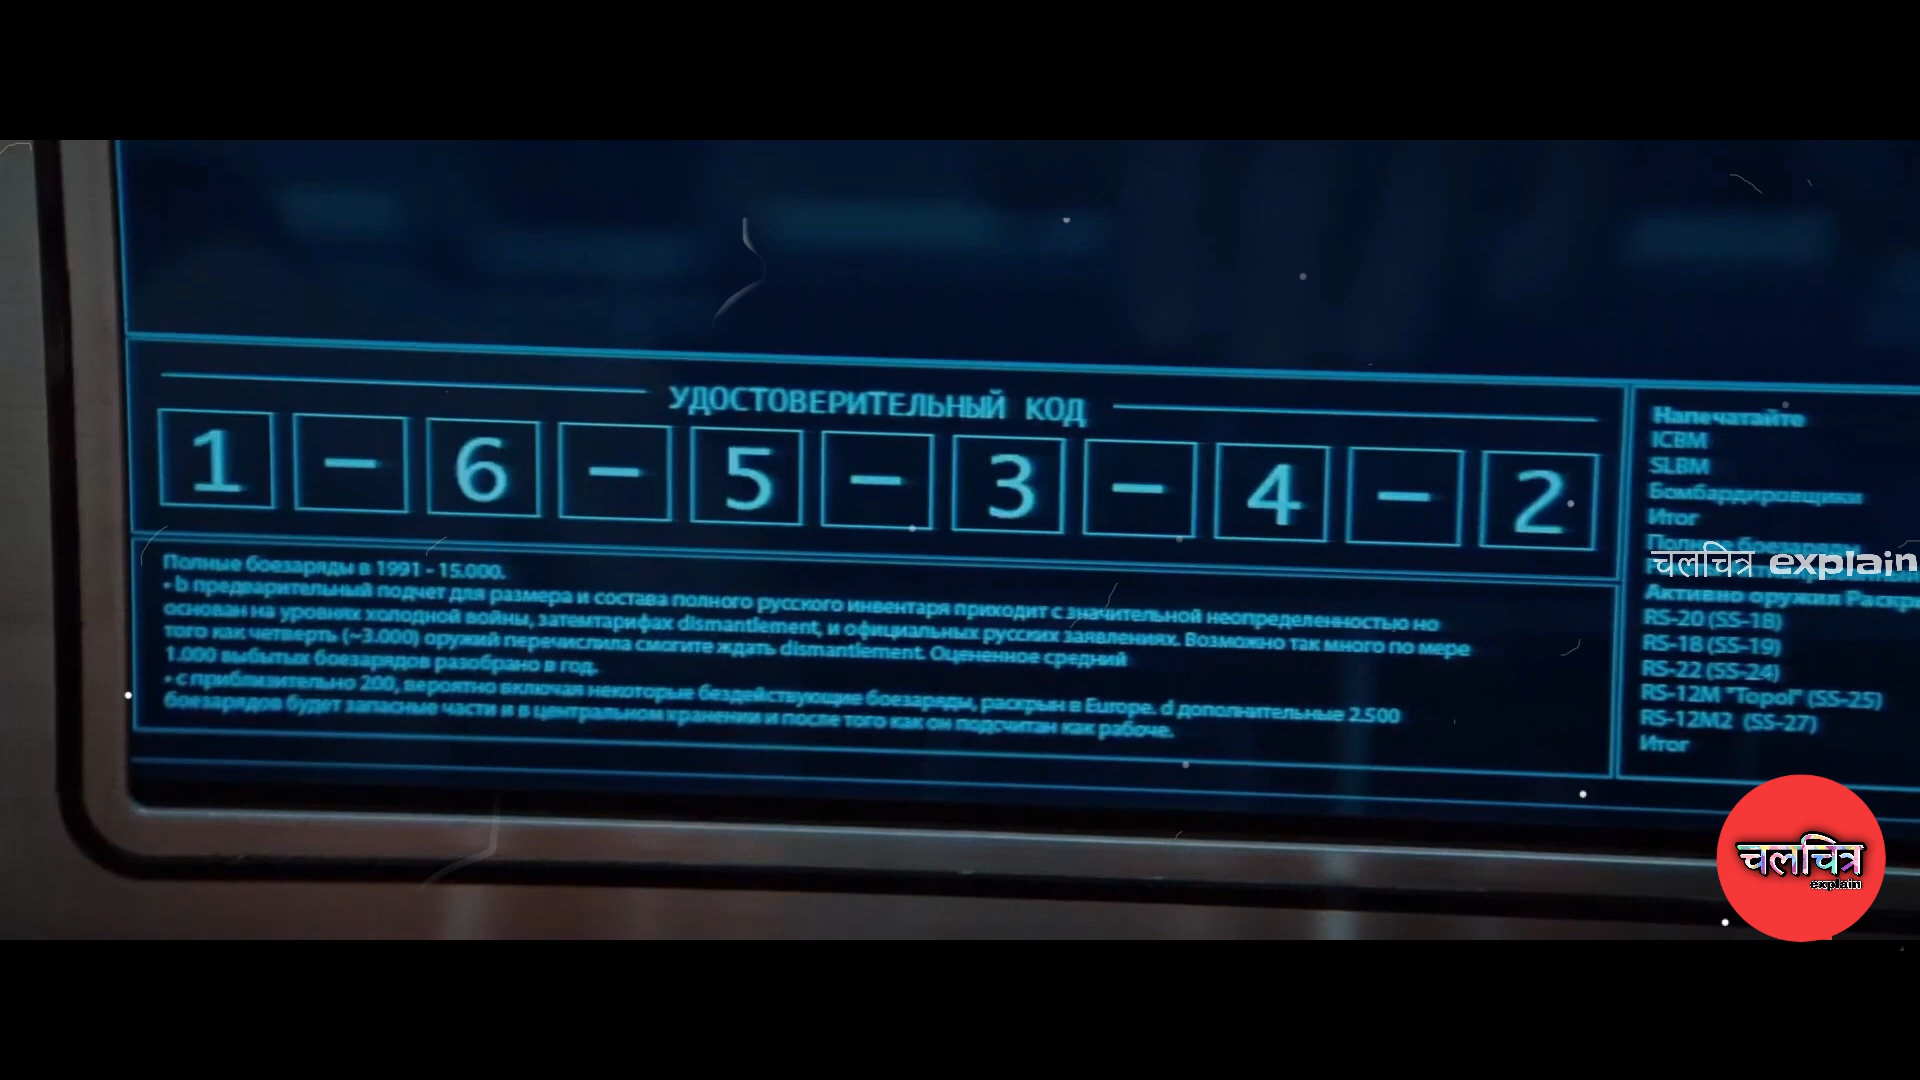 УДОСТОВЕРИТЕЛЬНЫЙ КОД
1 - 6 - 5 - 3 - 4 - 2
Полные боезаряды в 1991 - 15.000.
• b предварительный подчет для размера и состава полного русского инвентаря приходит с значительной неопределенностью но
основан на уровнях холодной войны, затемтарифах dismantlement, и официальных русских заявлениях. Возможно так много по мере
того как четверть (~3.000) оружий перечислила смогите ждать dismantlement. Оцененное средний
1.000 выбытых боезарядов разобрано в год.
• с приблизительно 200, вероятно включая некоторые бездействующие боезаряды, раскрын в Europe. d дополнительные 2.500
боезарядов будет запасные части и в центральном хранении и после того как он подсчитан как рабоче.
Напечатайте
ICBM
SLBM
Бомбардировщики
Итог
Полные боезаряды
चलचित्र explain
Активно оружия
RS-20 (SS-18)
RS-18 (SS-19)
RS-22 (SS-24)
RS-12M "Topol" (SS-25)
RS-12M2 (SS-27)
Итог
चलचित्र
explain